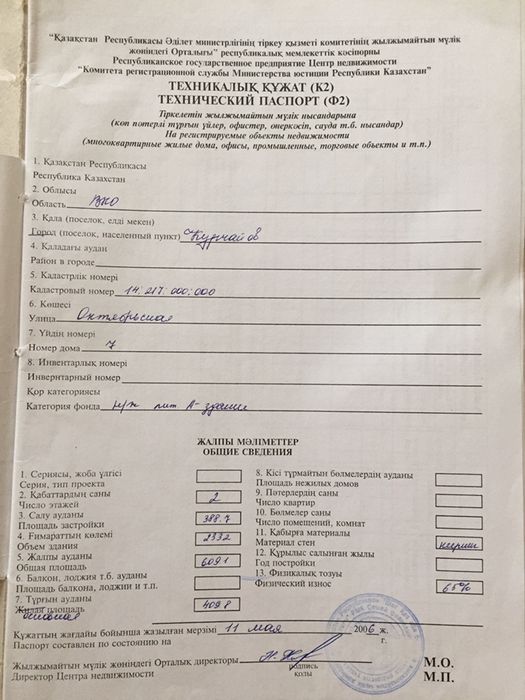 "Қазақстан Республикасы Әділет министрлігінің тіркеу қызметі комитетінің жылжымайтын мүлік
жөніндегі Орталығы" республикалық мемлекеттік кәсіпорны
Республиканское государственное предприятие Центр недвижимости
"Комитета регистрационной службы Министерства юстиции Республики Казахстан"
ТЕХНИКАЛЫҚ ҚҰЖАТ (К2)
ТЕХНИЧЕСКИЙ ПАСПОРТ (Ф2)
Тіркелетін жылжымайтын мүлік нысандарына
(көп пәтерлі тұрғын үйлер, офистер, өнеркәсіп, сауда т.б. нысандар)
На регистрируемые объекты недвижимости
(многоквартирные жилые дома, офисы, промышленные, торговые объекты и т.п.)
1. Қазақстан Республикасы
Республика Казахстан
2. Облысы
Область ВКО
3. Қала (поселок, елді мекен)
Город (поселок, населенный пункт)
4. Қаладағы аудан
Район в городе
5. Кадастрлік номері
Кадастровый номер 14:217:000:000
6. Көшесі
Улица Октябрьская
7. Үйдің номері
Номер дома 7
8. Инвентарлық номері
Инвернтарный номер
Қор категориясы
Категория фонда н/ж лит А-здание
ЖАЛПЫ МӘЛІМЕТТЕР
ОБЩИЕ СВЕДЕНИЯ
1. Сериясы, жоба үлгісі
Серия, тип проекта
2. Қабаттардың саны 2
Число этажей
3. Салу ауданы 388.7
Площадь застройки
4. Ғимараттың көлемі 2332
Объем здания
5. Жалпы ауданы 609.1
Общая площадь
6. Балкон, лоджия т.б. ауданы
Площадь балкона, лоджии и т.п.
7. Тұрғын ауданы 409.8
Жилая площадь
основная
8. Кісі тұрмайтын бөлмелердің ауданы
Площадь нежилых домов
9. Пәтерлердің саны
Число квартир
10. Бөлмелер саны
Число помещений, комнат
11. Қабырға материалы
Материал стен кирпич
12. Құрылыс салынған жылы
Год постройки
13. Физикалық тозуы
Физический износ 65%
Құжаттың жағдайы бойынша жазылған мерзімі 11 мая 2006 ж.
Паспорт составлен по состоянию на г.
Жылжымайтын мүлік жөніндегі Орталық директоры М.О.
Директор Центра недвижимости М.П.
подпись
қолы